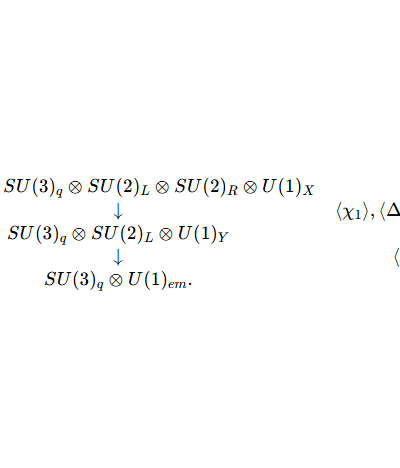 SU(3)_q ⊗ SU(2)_L ⊗ SU(2)_R ⊗ U(1)_X
↓ ⟨χ₁⟩, ⟨Δ
SU(3)_q ⊗ SU(2)_L ⊗ U(1)_Y
↓ ⟨
SU(3)_q ⊗ U(1)_{em}.